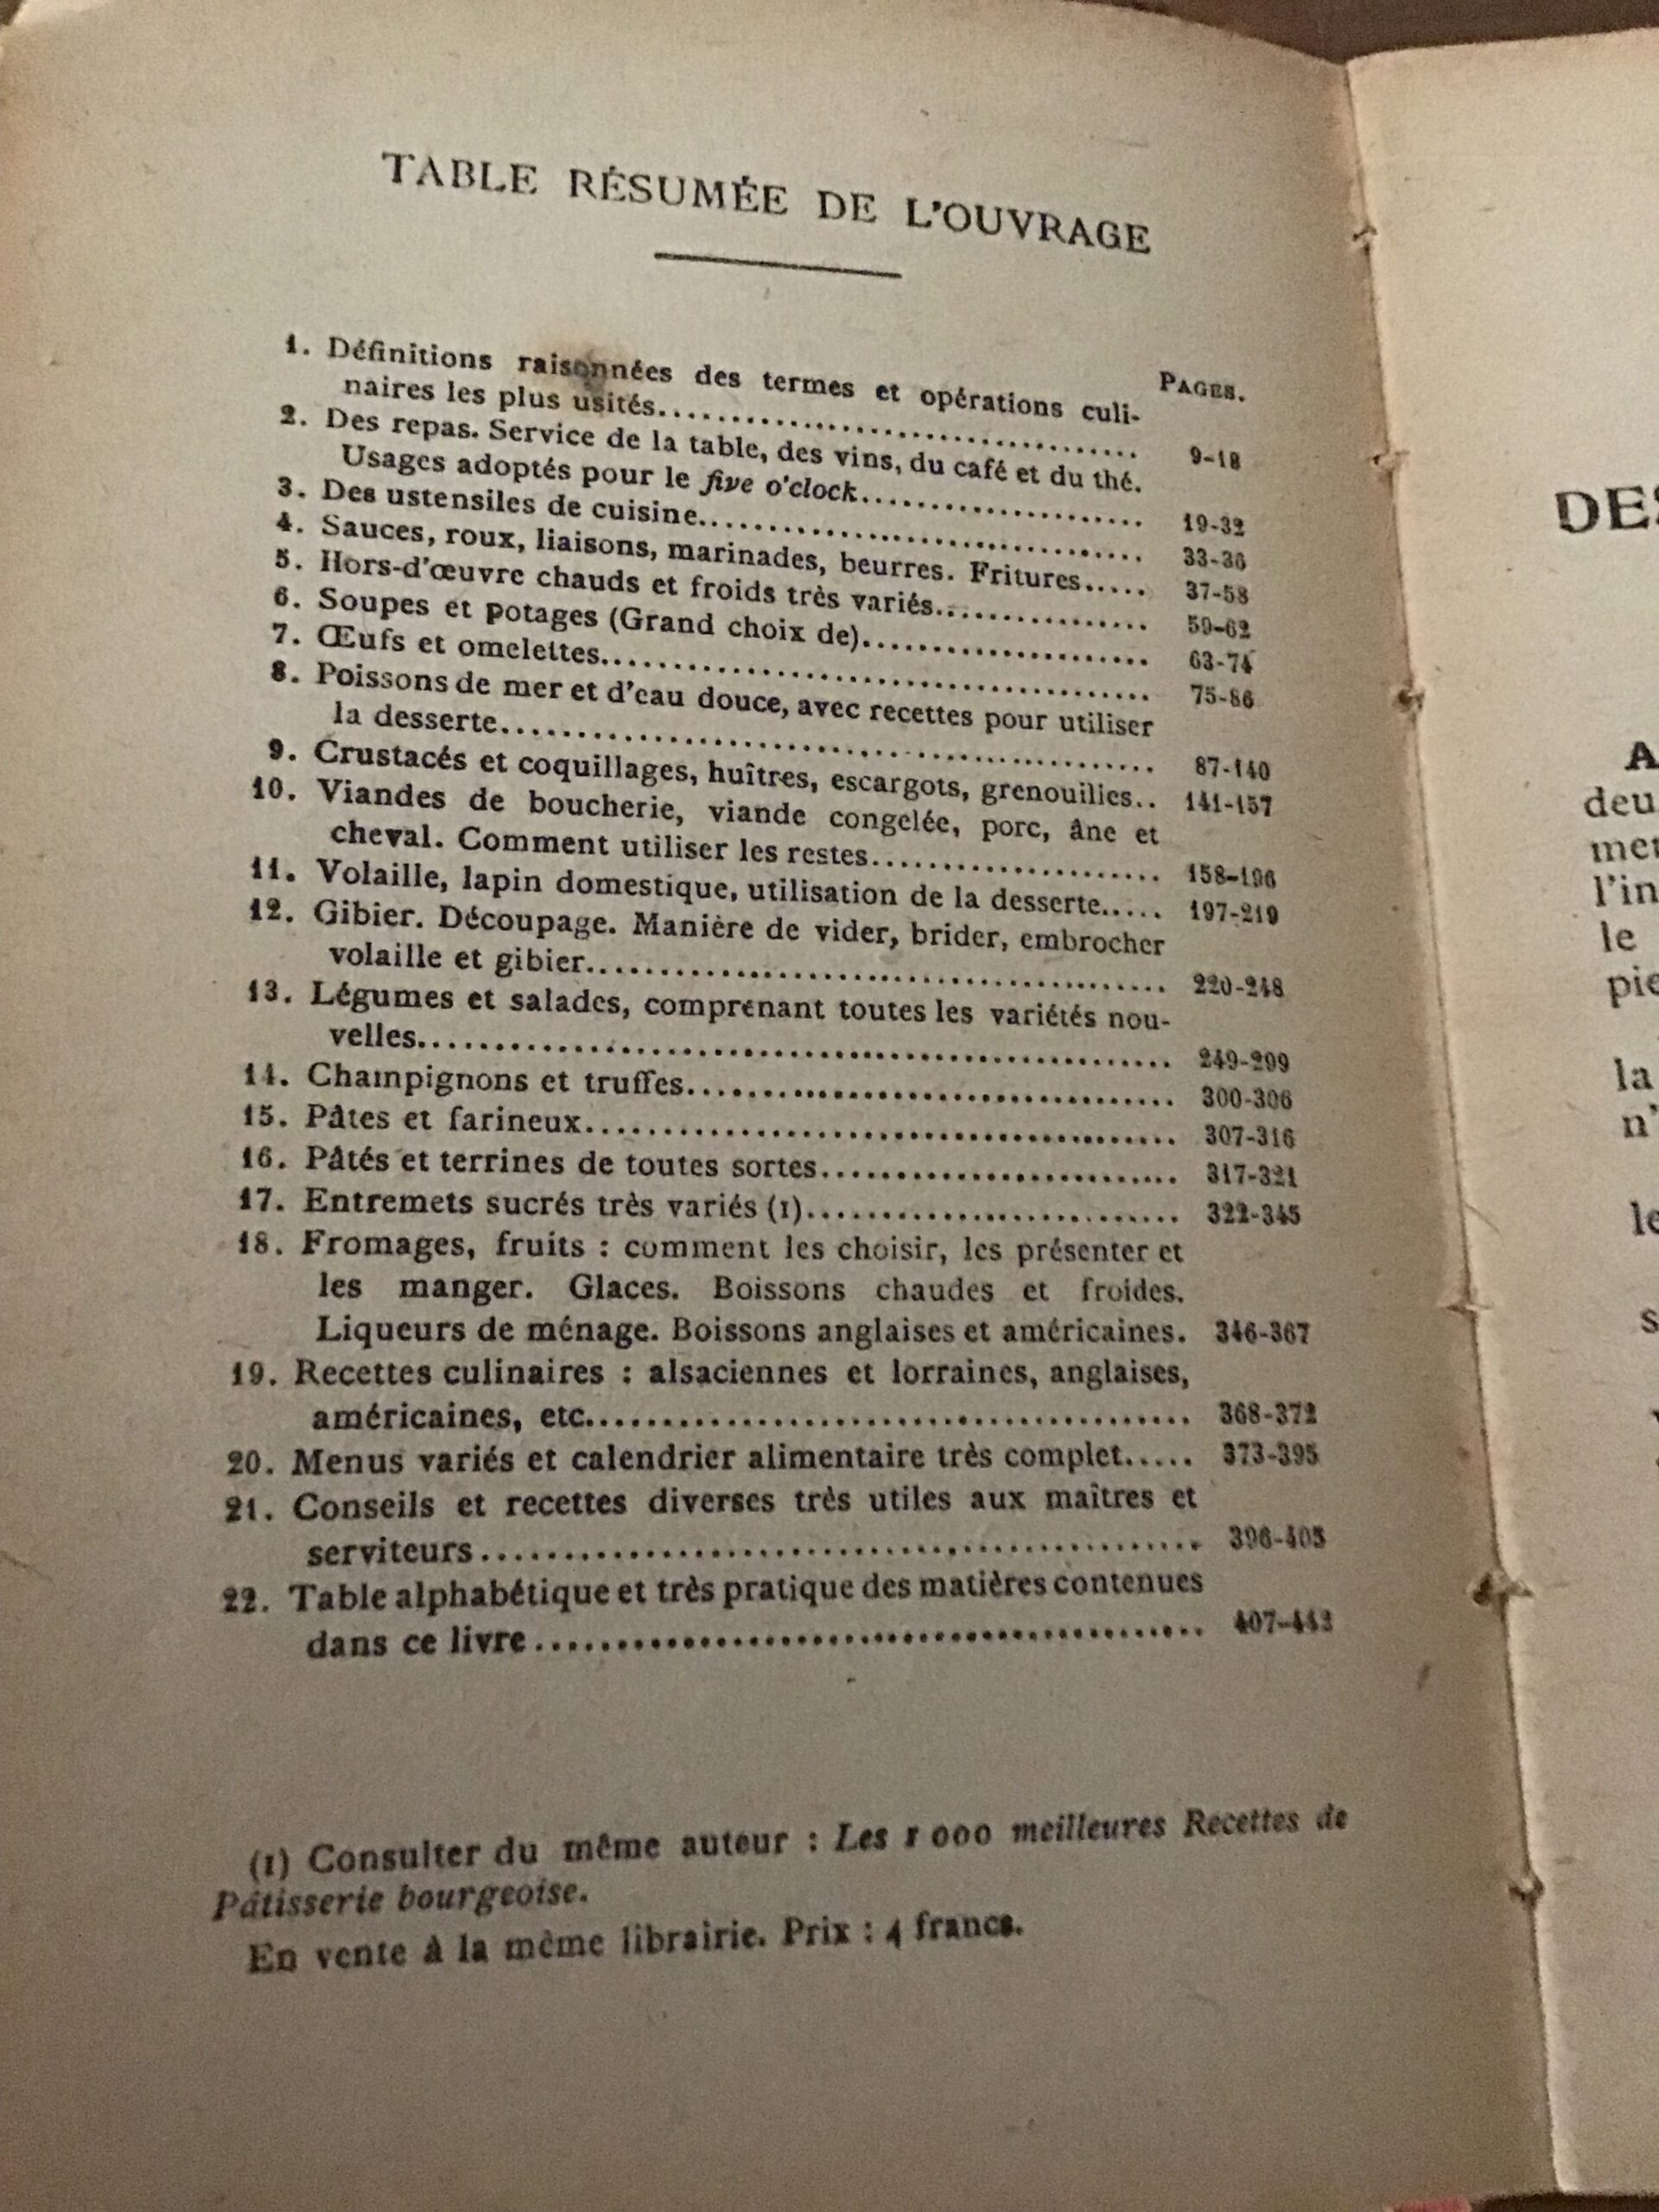 TABLE RÉSUMÉE DE L'OUVRAGE
PAGES.
1. Définitions raisonnées des termes et opérations culi-
naires les plus usités........................................ 9-18
2. Des repas. Service de la table, des vins, du café et du thé.
Usages adoptés pour le five o'clock..................... 19-32
3. Des ustensiles de cuisine.................................. 33-36
4. Sauces, roux, liaisons, marinades, beurres. Fritures..... 37-58
5. Hors-d'œuvre chauds et froids très variés................ 59-62
6. Soupes et potages (Grand choix de)..................... 63-74
7. Œufs et omelettes........................................ 75-86
8. Poissons de mer et d'eau douce, avec recettes pour utiliser
la desserte............................................... 87-140
9. Crustacés et coquillages, huîtres, escargots, grenouilles.. 141-157
10. Viandes de boucherie, viande congelée, porc, âne et
cheval. Comment utiliser les restes..................... 158-196
11. Volaille, lapin domestique, utilisation de la desserte..... 197-219
12. Gibier. Découpage. Manière de vider, brider, embrocher
volaille et gibier......................................... 220-248
13. Légumes et salades, comprenant toutes les variétés nou-
velles..................................................... 249-299
14. Champignons et truffes................................... 300-306
15. Pâtes et farineux.......................................... 307-316
16. Pâtés et terrines de toutes sortes......................... 317-321
17. Entremets sucrés très variés (1).......................... 322-345
18. Fromages, fruits : comment les choisir, les présenter et
les manger. Glaces. Boissons chaudes et froides.
Liqueurs de ménage. Boissons anglaises et américaines. 346-367
19. Recettes culinaires : alsaciennes et lorraines, anglaises,
américaines, etc.......................................... 368-372
20. Menus variés et calendrier alimentaire très complet..... 373-395
21. Conseils et recettes diverses très utiles aux maîtres et
serviteurs................................................. 396-405
22. Table alphabétique et très pratique des matières contenues
dans ce livre.............................................. 407-443
(1) Consulter du même auteur : Les 1 000 meilleures Recettes de
Pâtisserie bourgeoise.
En vente à la même librairie. Prix : 4 francs.
DES
A
deu
l'in
le
pie
la
n'
le
s